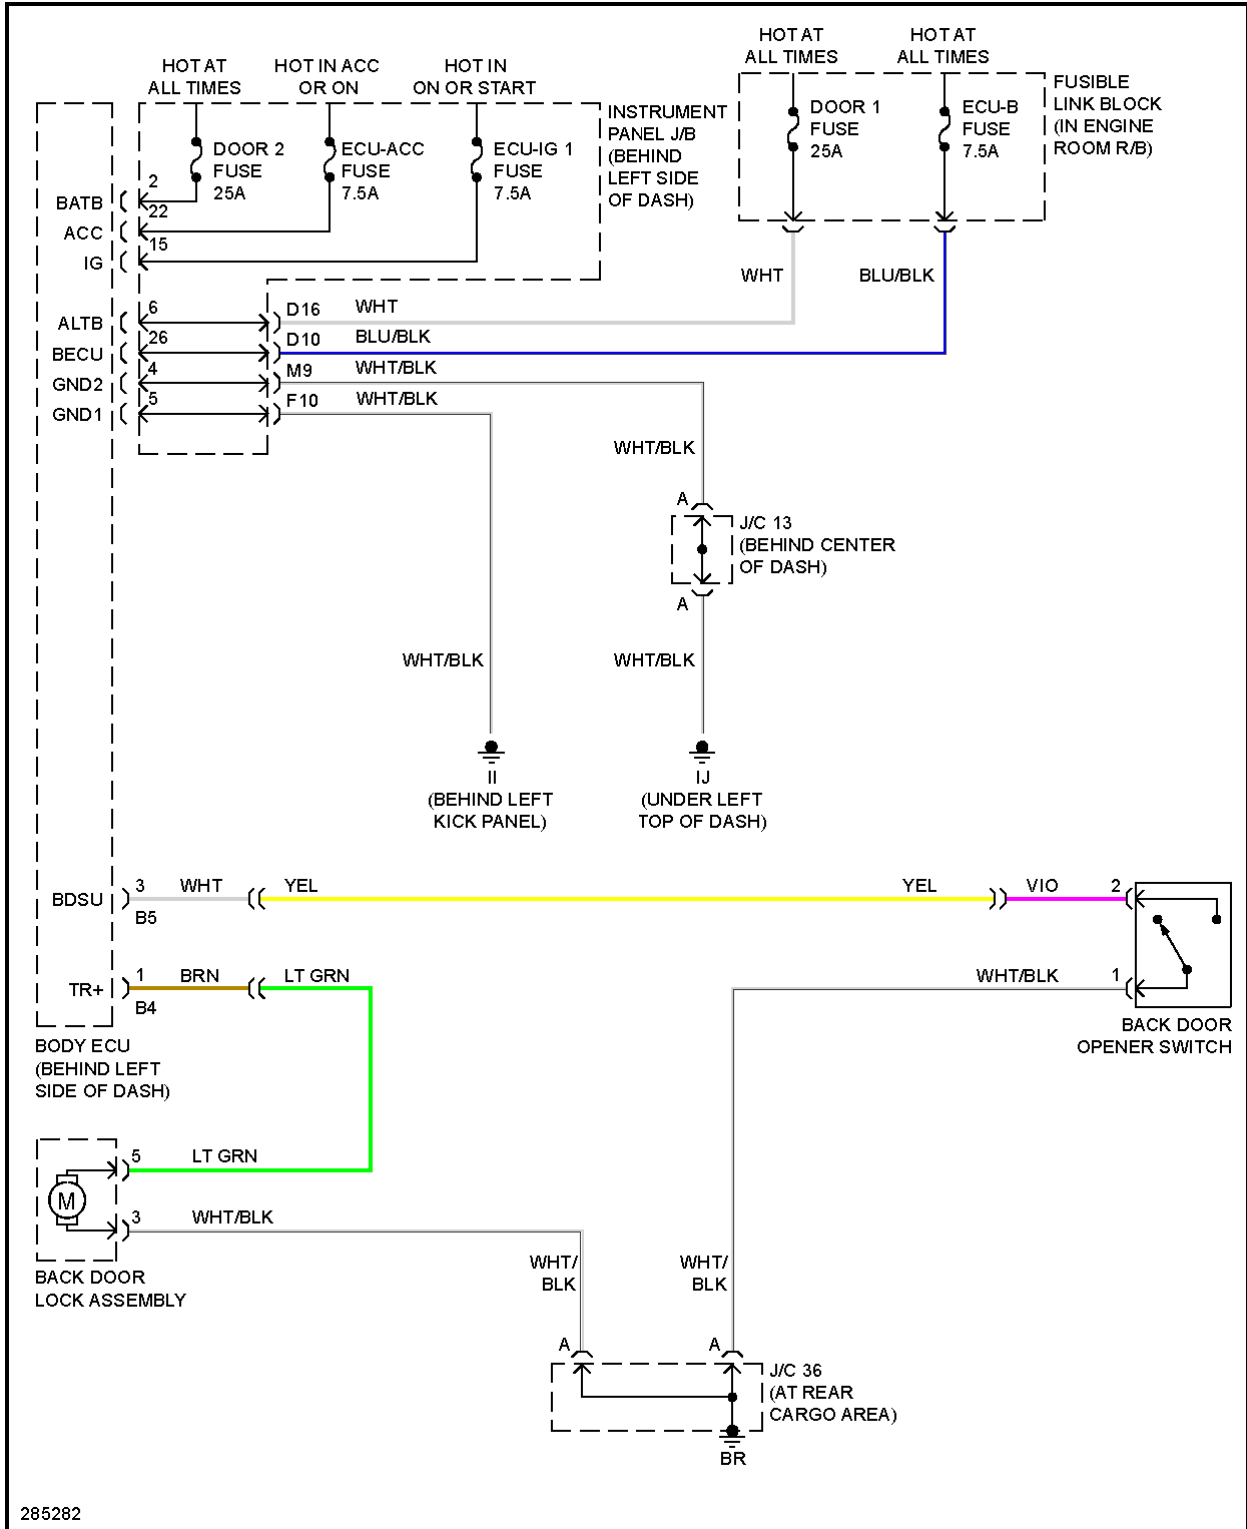 HOT AT
ALL TIMES
HOT IN ACC
OR ON
HOT IN
ON OR START
HOT AT
ALL TIMES
HOT AT
ALL TIMES
DOOR 2
FUSE
25A
ECU-ACC
FUSE
7.5A
ECU-IG 1
FUSE
7.5A
INSTRUMENT
PANEL J/B
(BEHIND
LEFT SIDE
OF DASH)
DOOR 1
FUSE
25A
ECU-B
FUSE
7.5A
FUSIBLE
LINK BLOCK
(IN ENGINE
ROOM R/B)
BATB
2
ACC
22
IG
15
WHT
BLU/BLK
ALTB
6
D16
WHT
BECU
26
D10
BLU/BLK
GND2
4
M9
WHT/BLK
GND1
5
F10
WHT/BLK
WHT/BLK
A
J/C 13
(BEHIND CENTER
OF DASH)
A
WHT/BLK
WHT/BLK
II
(BEHIND LEFT
KICK PANEL)
IJ
(UNDER LEFT
TOP OF DASH)
BDSU
3
B5
WHT
YEL
YEL
VIO
2
TR+
1
B4
BRN
LT GRN
WHT/BLK
1
BACK DOOR
OPENER SWITCH
BODY ECU
(BEHIND LEFT
SIDE OF DASH)
M
5
LT GRN
3
WHT/BLK
BACK DOOR
LOCK ASSEMBLY
WHT/
BLK
WHT/
BLK
A
A
J/C 36
(AT REAR
CARGO AREA)
BR
285282